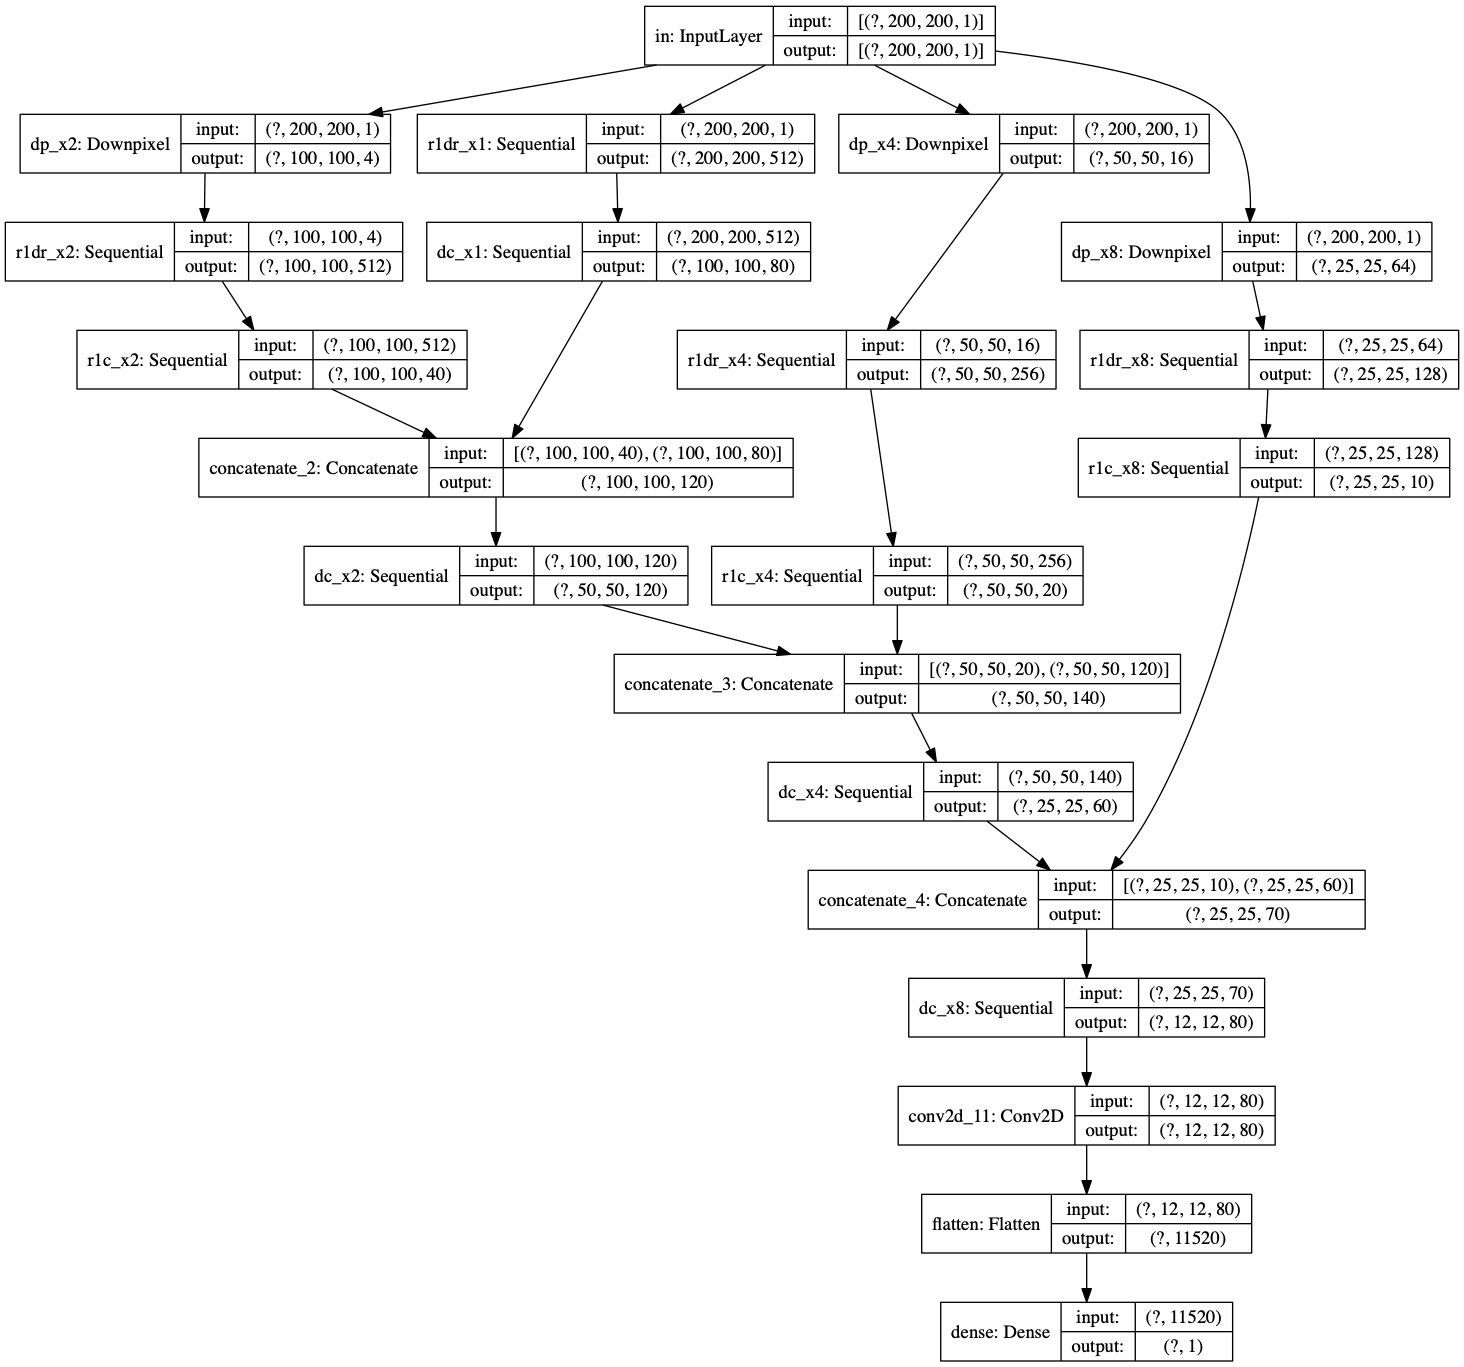 in: InputLayer
input: [(?, 200, 200, 1)]
output: [(?, 200, 200, 1)]
dp_x2: Downpixel
input: (?, 200, 200, 1)
output: (?, 100, 100, 4)
r1dr_x1: Sequential
input: (?, 200, 200, 1)
output: (?, 200, 200, 512)
dp_x4: Downpixel
input: (?, 200, 200, 1)
output: (?, 50, 50, 16)
r1dr_x2: Sequential
input: (?, 100, 100, 4)
output: (?, 100, 100, 512)
dc_x1: Sequential
input: (?, 200, 200, 512)
output: (?, 100, 100, 80)
dp_x8: Downpixel
input: (?, 200, 200, 1)
output: (?, 25, 25, 64)
r1c_x2: Sequential
input: (?, 100, 100, 512)
output: (?, 100, 100, 40)
r1dr_x4: Sequential
input: (?, 50, 50, 16)
output: (?, 50, 50, 256)
r1dr_x8: Sequential
input: (?, 25, 25, 64)
output: (?, 25, 25, 128)
concatenate_2: Concatenate
input: [(?, 100, 100, 40), (?, 100, 100, 80)]
output: (?, 100, 100, 120)
r1c_x8: Sequential
input: (?, 25, 25, 128)
output: (?, 25, 25, 10)
dc_x2: Sequential
input: (?, 100, 100, 120)
output: (?, 50, 50, 120)
r1c_x4: Sequential
input: (?, 50, 50, 256)
output: (?, 50, 50, 20)
concatenate_3: Concatenate
input: [(?, 50, 50, 20), (?, 50, 50, 120)]
output: (?, 50, 50, 140)
dc_x4: Sequential
input: (?, 50, 50, 140)
output: (?, 25, 25, 60)
concatenate_4: Concatenate
input: [(?, 25, 25, 10), (?, 25, 25, 60)]
output: (?, 25, 25, 70)
dc_x8: Sequential
input: (?, 25, 25, 70)
output: (?, 12, 12, 80)
conv2d_11: Conv2D
input: (?, 12, 12, 80)
output: (?, 12, 12, 80)
flatten: Flatten
input: (?, 12, 12, 80)
output: (?, 11520)
dense: Dense
input: (?, 11520)
output: (?, 1)